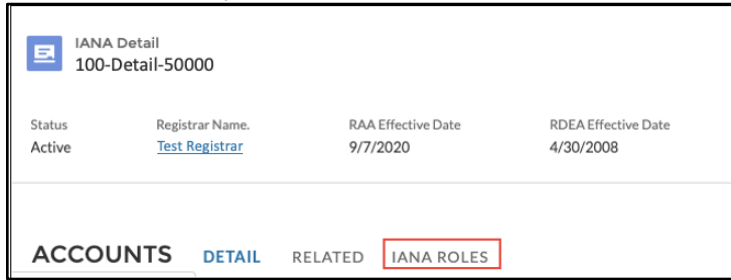 IANA Detail
100-Detail-50000
Status Registrar Name. RAA Effective Date RDEA Effective Date
Active Test Registrar 9/7/2020 4/30/2008
ACCOUNTS DETAIL RELATED IANA ROLES